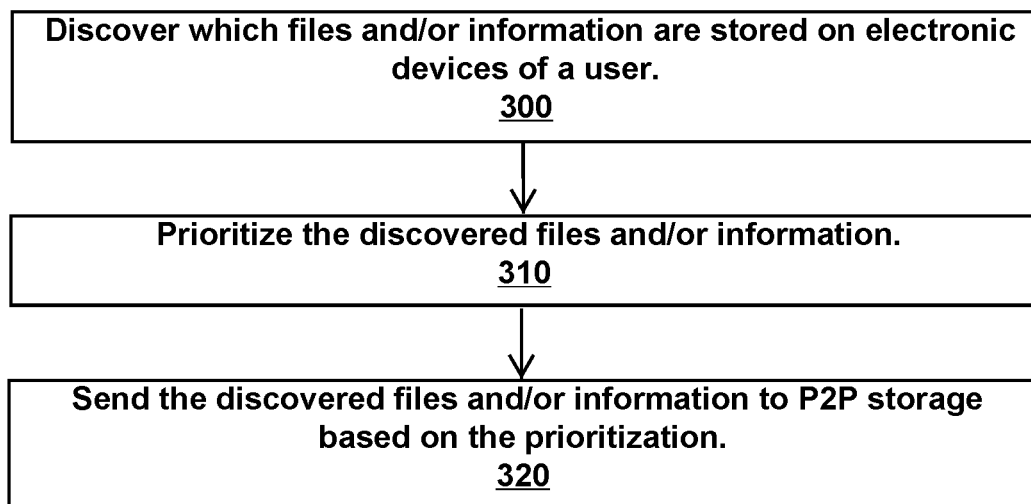 Discover which files and/or information are stored on electronic
devices of a user.
300
Prioritize the discovered files and/or information.
310
Send the discovered files and/or information to P2P storage
based on the prioritization.
320